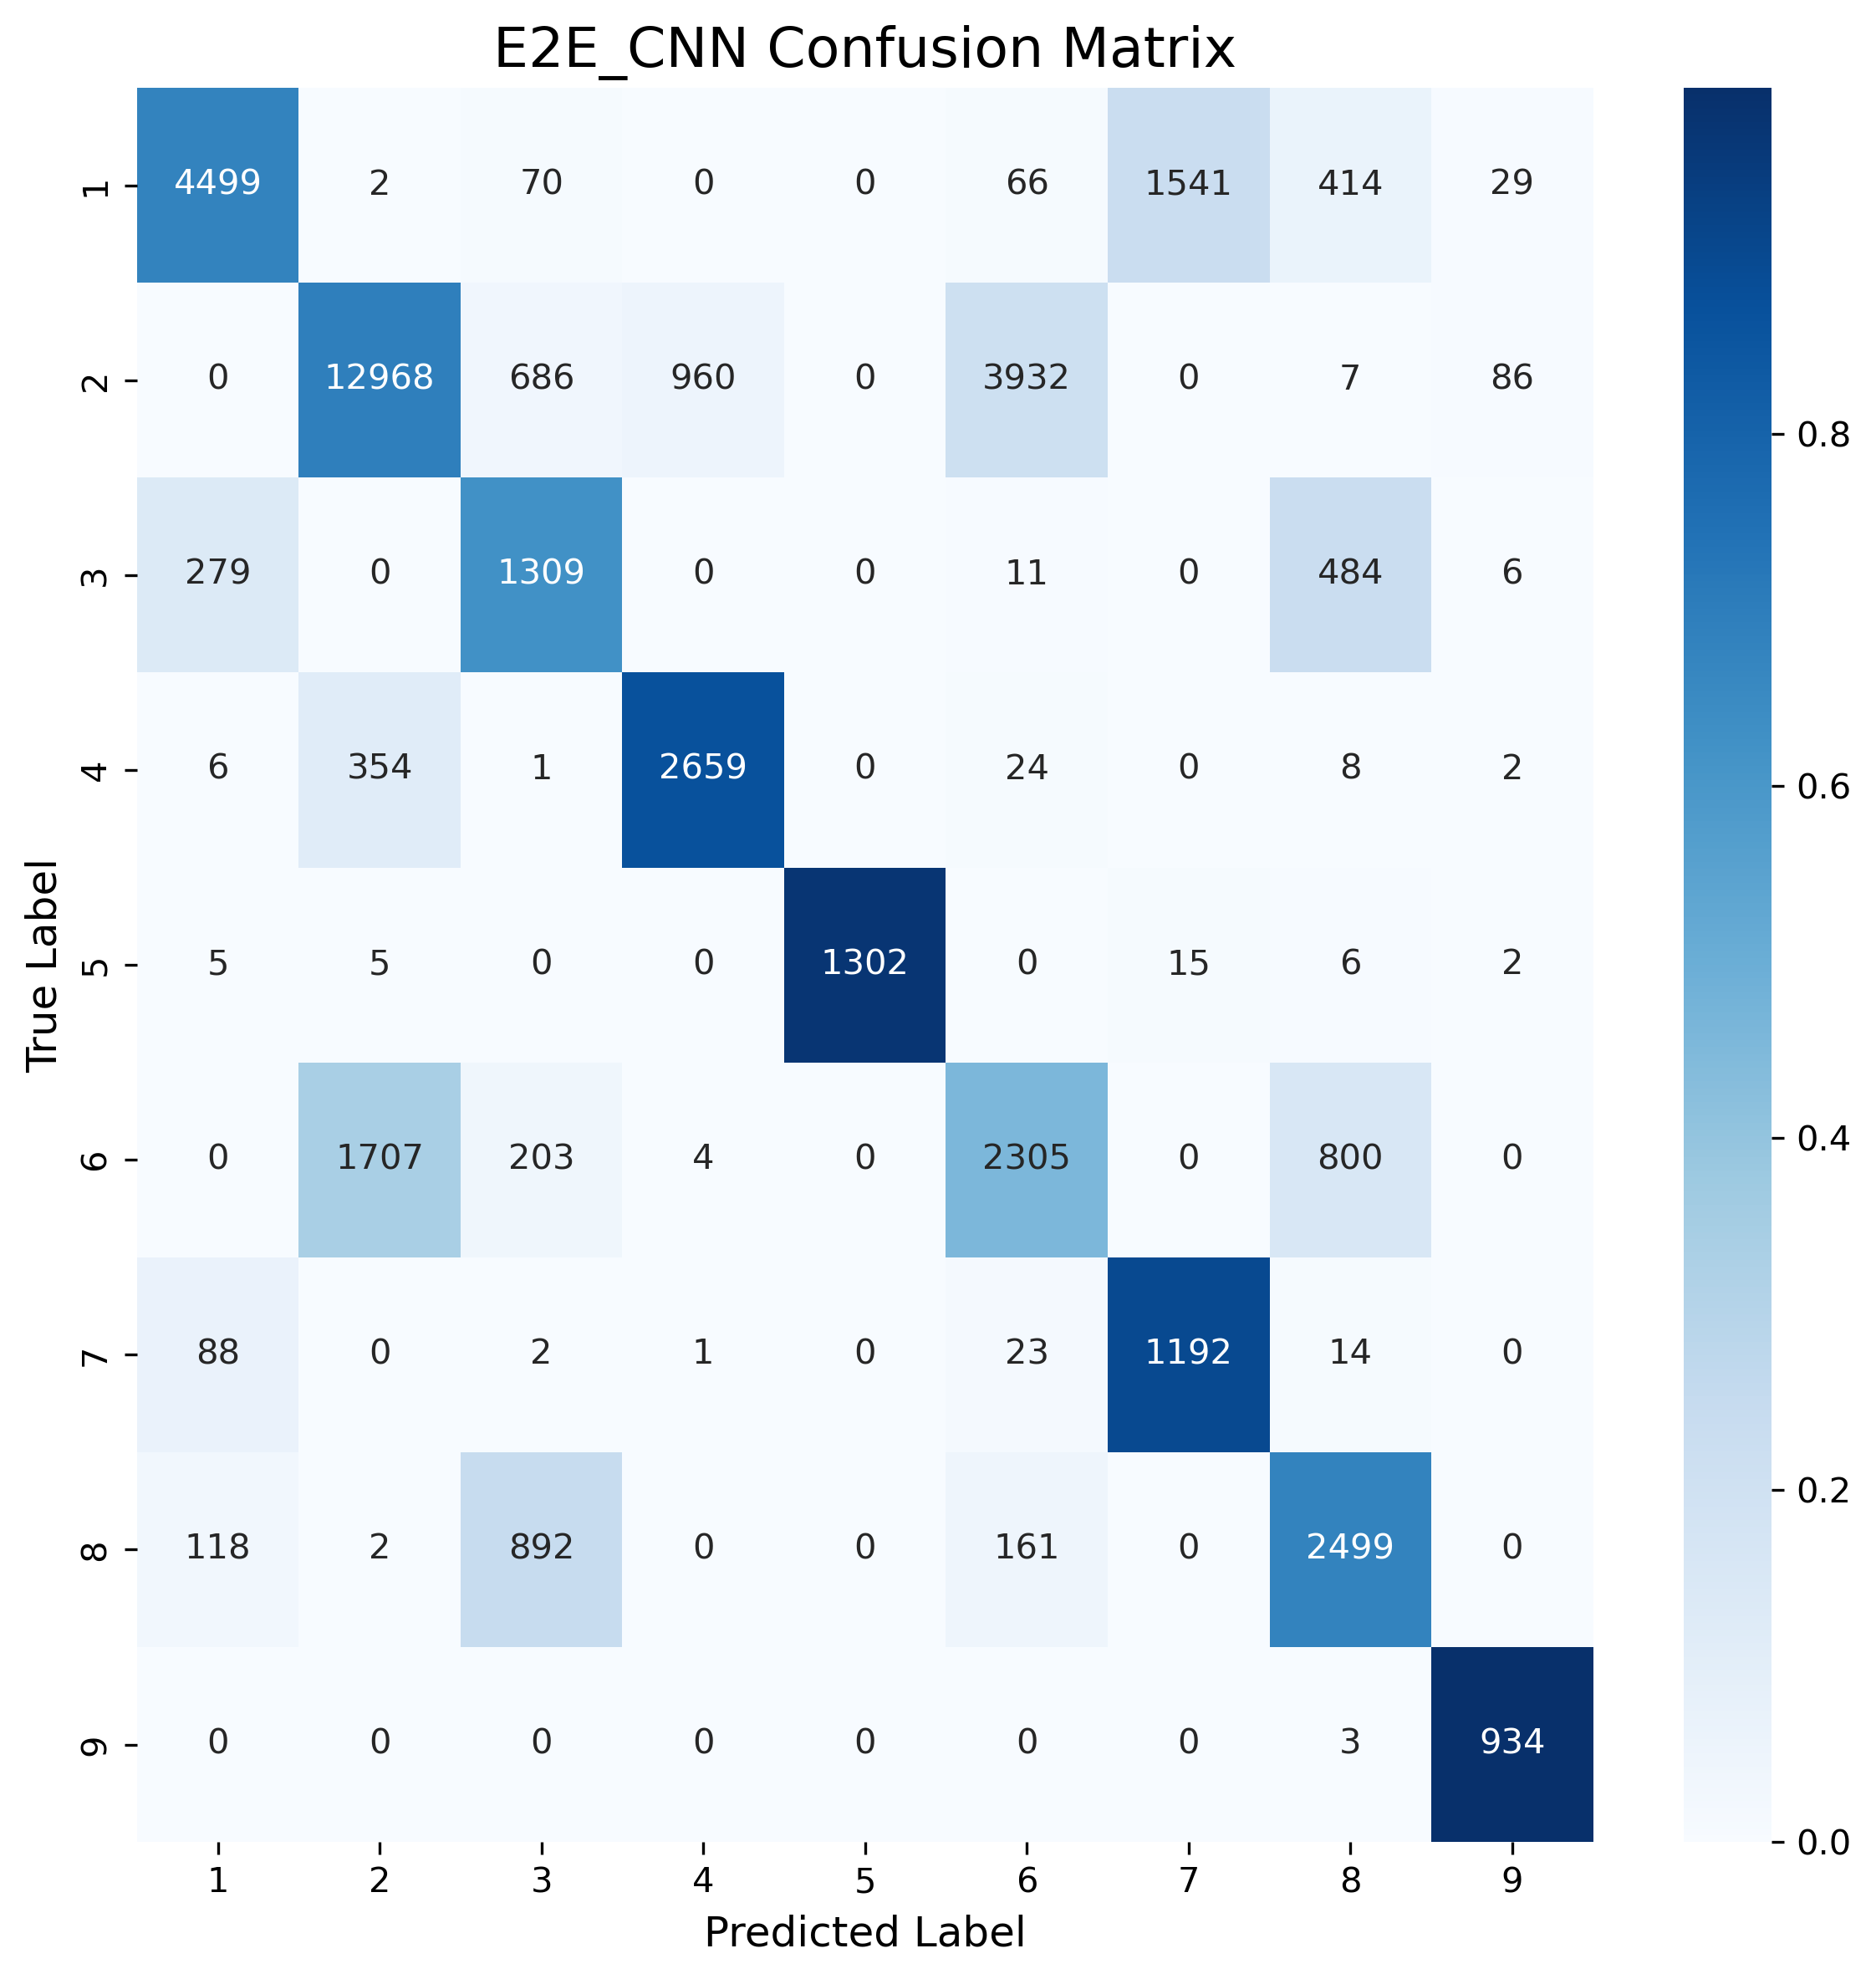 E2E_CNN Confusion Matrix
True Label
1 4499 2 70 0 0 66 1541 414 29
2 0 12968 686 960 0 3932 0 7 86
3 279 0 1309 0 0 11 0 484 6
4 6 354 1 2659 0 24 0 8 2
5 5 5 0 0 1302 0 15 6 2
6 0 1707 203 4 0 2305 0 800 0
7 88 0 2 1 0 23 1192 14 0
8 118 2 892 0 0 161 0 2499 0
9 0 0 0 0 0 0 0 3 934
1 2 3 4 5 6 7 8 9
Predicted Label
0.8
0.6
0.4
0.2
0.0